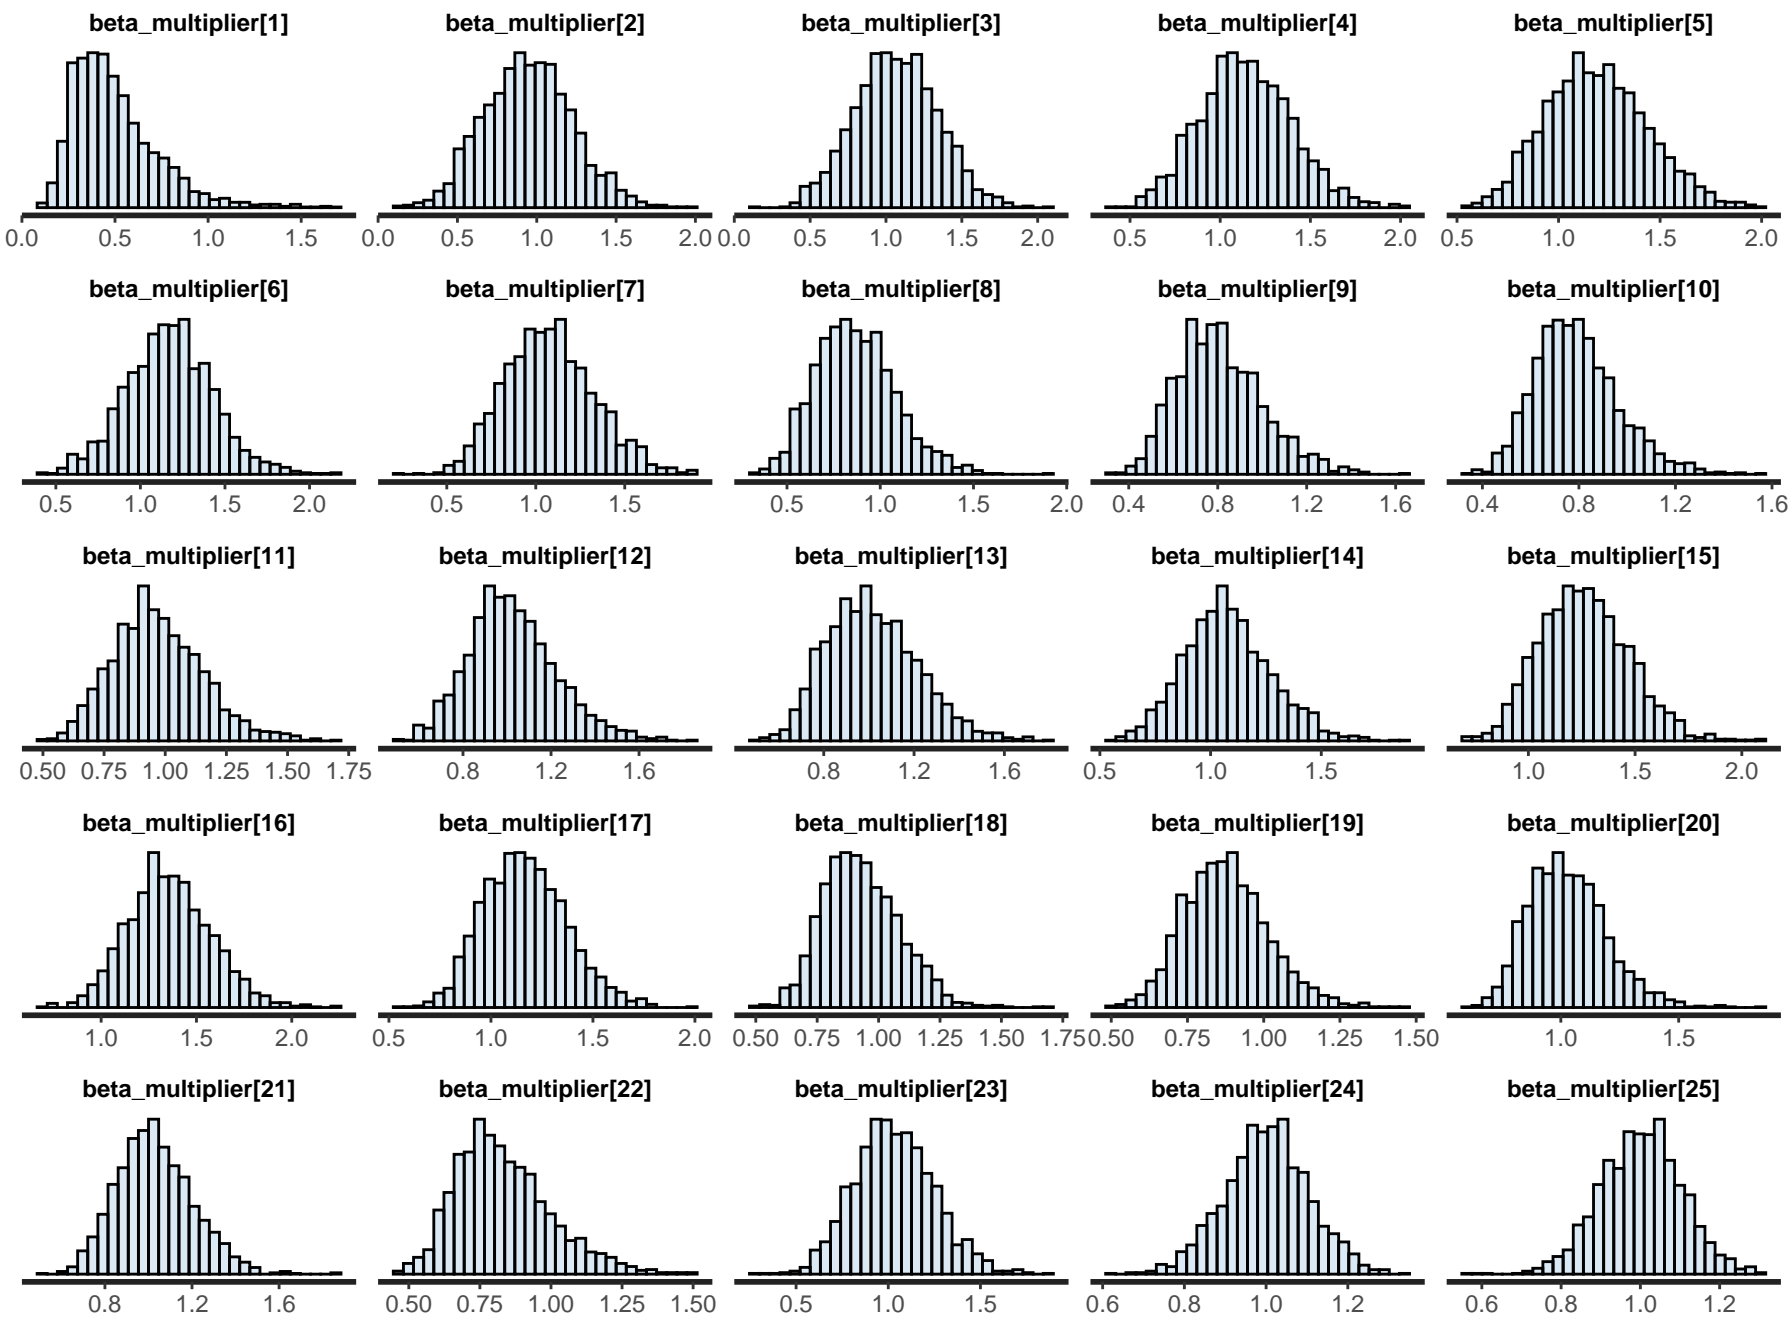 beta_multiplier[1] beta_multiplier[2] beta_multiplier[3] beta_multiplier[4] beta_multiplier[5]
0.0 0.5 1.0 1.5 0.0 0.5 1.0 1.5 2.0 0.0 0.5 1.0 1.5 2.0 0.5 1.0 1.5 2.0 0.5 1.0 1.5 2.0
beta_multiplier[6] beta_multiplier[7] beta_multiplier[8] beta_multiplier[9] beta_multiplier[10]
0.5 1.0 1.5 2.0 0.5 1.0 1.5 0.5 1.0 1.5 2.0 0.4 0.8 1.2 1.6 0.4 0.8 1.2 1.6
beta_multiplier[11] beta_multiplier[12] beta_multiplier[13] beta_multiplier[14] beta_multiplier[15]
0.50 0.75 1.00 1.25 1.50 1.75 0.8 1.2 1.6 0.8 1.2 1.6 0.5 1.0 1.5 1.0 1.5 2.0
beta_multiplier[16] beta_multiplier[17] beta_multiplier[18] beta_multiplier[19] beta_multiplier[20]
1.0 1.5 2.0 0.5 1.0 1.5 2.0 0.50 0.75 1.00 1.25 1.50 1.75 0.50 0.75 1.00 1.25 1.50 1.0 1.5
beta_multiplier[21] beta_multiplier[22] beta_multiplier[23] beta_multiplier[24] beta_multiplier[25]
0.8 1.2 1.6 0.50 0.75 1.00 1.25 1.50 0.5 1.0 1.5 0.6 0.8 1.0 1.2 0.6 0.8 1.0 1.2